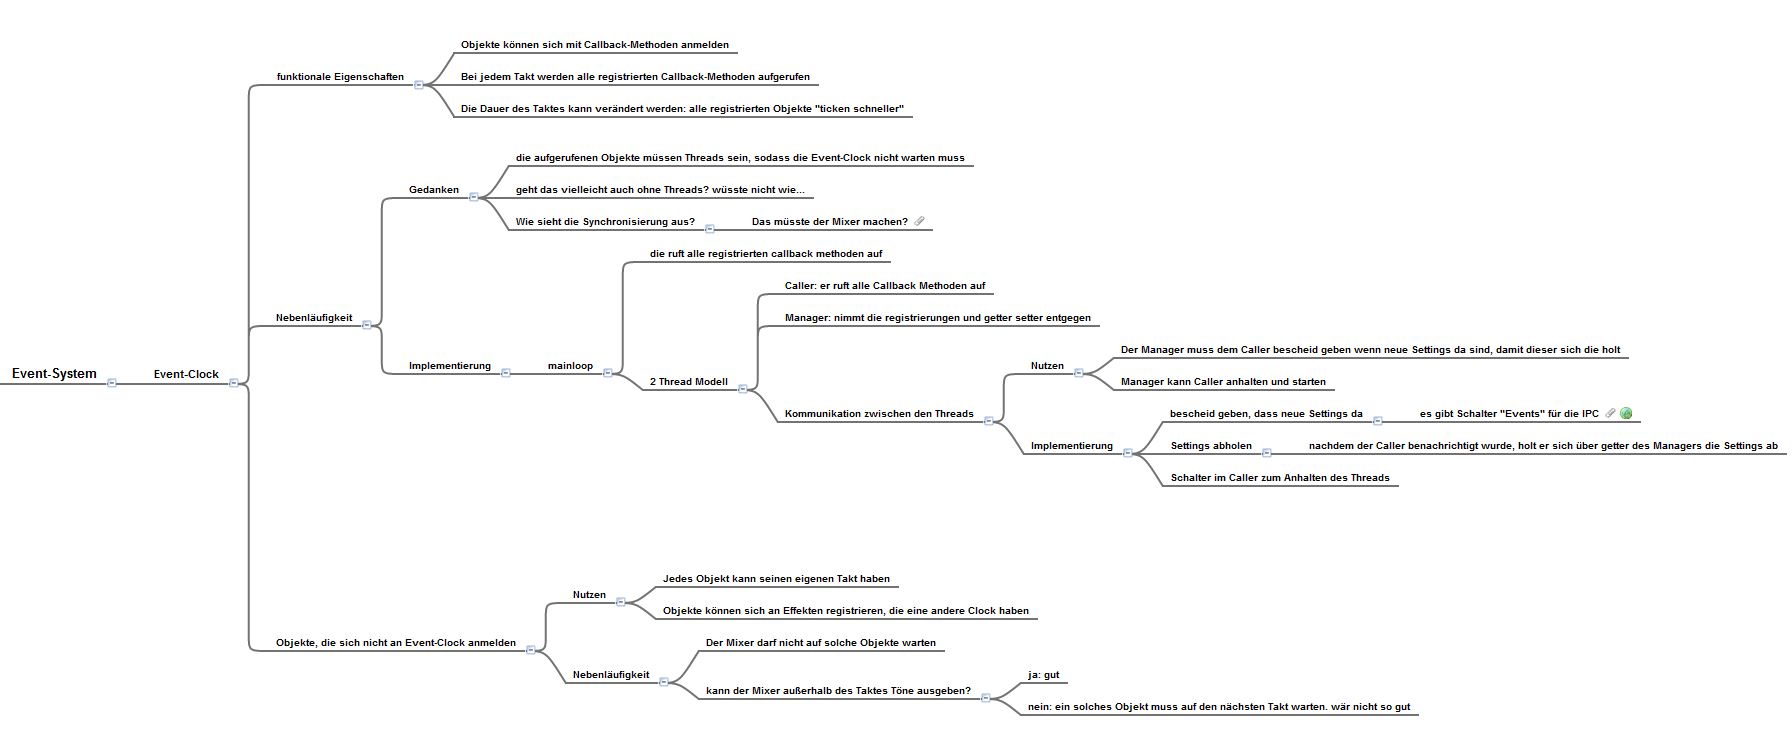 Event-System
Event-Clock
funktionale Eigenschaften
Objekte können sich mit Callback-Methoden anmelden
Bei jedem Takt werden alle registrierten Callback-Methoden aufgerufen
Die Dauer des Taktes kann verändert werden: alle registrierten Objekte "ticken schneller"
Nebenläufigkeit
Gedanken
die aufgerufenen Objekte müssen Threads sein, sodass die Event-Clock nicht warten muss
geht das vielleicht auch ohne Threads? wüsste nicht wie...
Wie sieht die Synchronisierung aus?
Das müsste der Mixer machen?
Implementierung
mainloop
die ruft alle registrierten callback methoden auf
2 Thread Modell
Caller: er ruft alle Callback Methoden auf
Manager: nimmt die registrierungen und getter setter entgegen
Kommunikation zwischen den Threads
Nutzen
Der Manager muss dem Caller bescheid geben wenn neue Settings da sind, damit dieser sich die holt
Manager kann Caller anhalten und starten
Implementierung
bescheid geben, dass neue Settings da
es gibt Schalter "Events" für die IPC
Settings abholen
nachdem der Caller benachrichtigt wurde, holt er sich über getter des Managers die Settings ab
Schalter im Caller zum Anhalten des Threads
Objekte, die sich nicht an Event-Clock anmelden
Nutzen
Jedes Objekt kann seinen eigenen Takt haben
Objekte können sich an Effekten registrieren, die eine andere Clock haben
Nebenläufigkeit
Der Mixer darf nicht auf solche Objekte warten
kann der Mixer außerhalb des Taktes Töne ausgeben?
ja: gut
nein: ein solches Objekt muss auf den nächsten Takt warten. wär nicht so gut